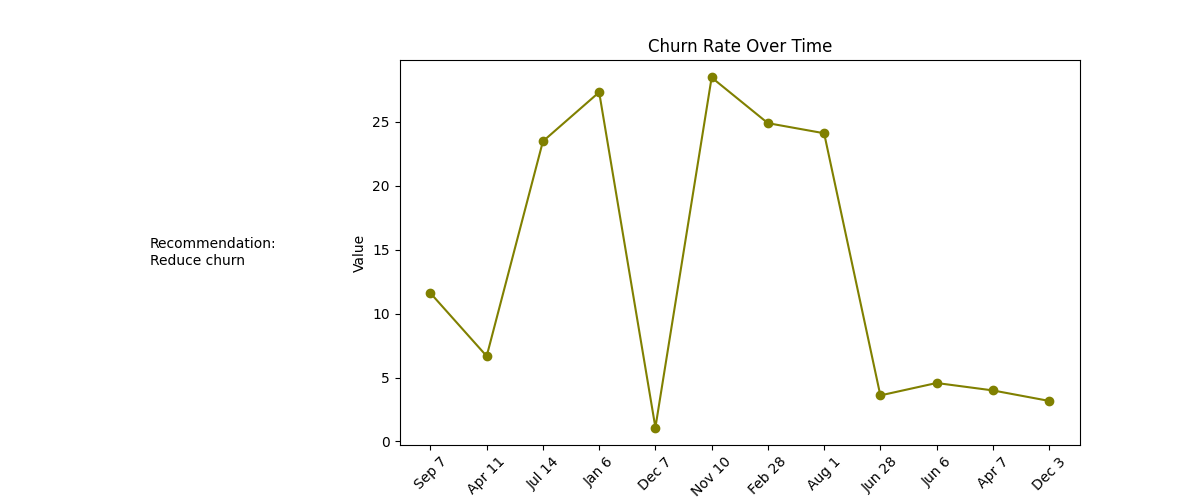 Churn Rate Over Time
Recommendation:
Reduce churn
Value
25
20
15
10
5
0
Sep 7
Apr 11
Jul 14
Jan 6
Dec 7
Nov 10
Feb 28
Aug 1
Jun 28
Jun 6
Apr 7
Dec 3